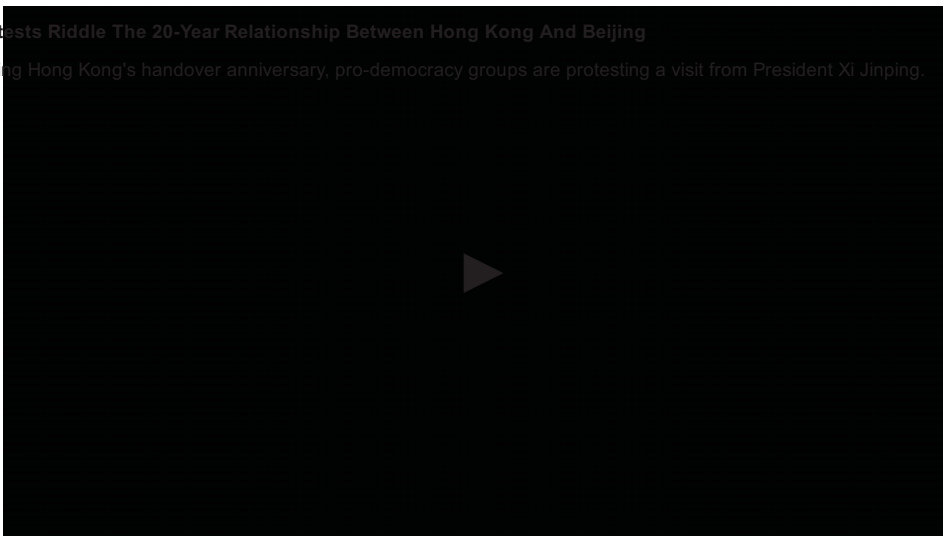 tests Riddle The 20-Year Relationship Between Hong Kong And Beijing
ng Hong Kong's handover anniversary, pro-democracy groups are protesting a visit from President Xi Jinping.